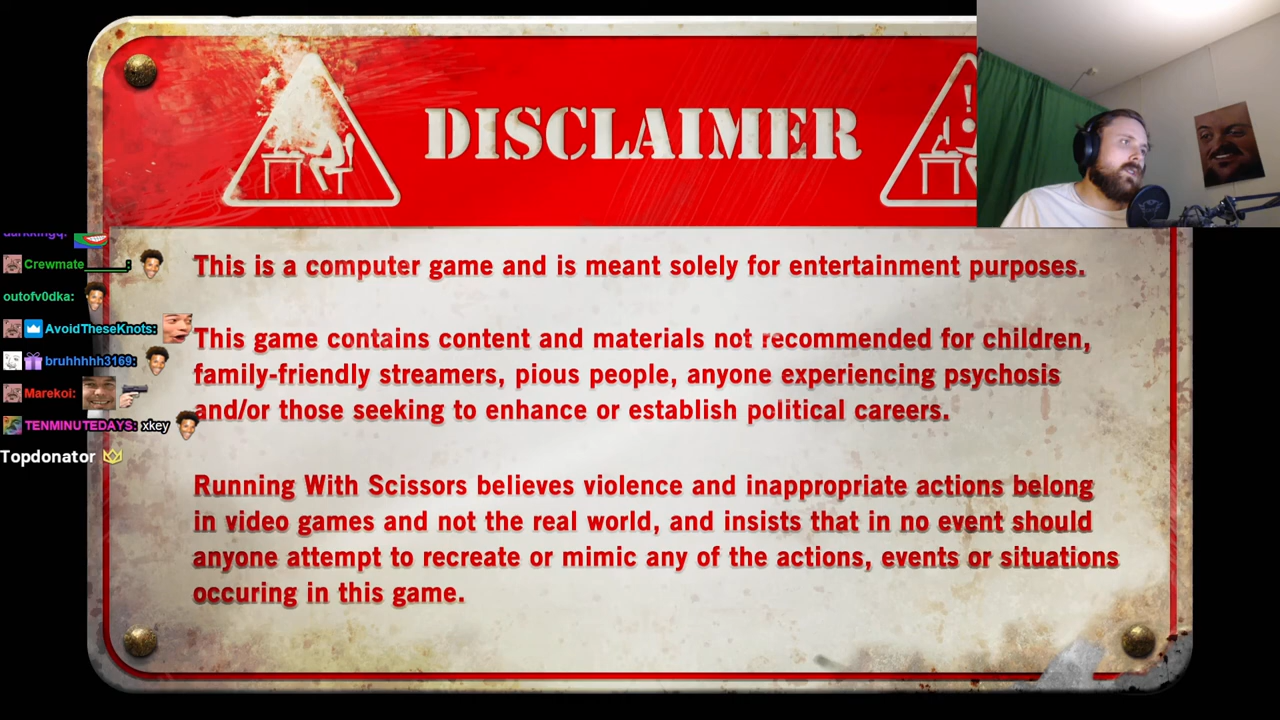 DISCLAIMER
This is a computer game and is meant solely for entertainment purposes.
This game contains content and materials not recommended for children,
family-friendly streamers, pious people, anyone experiencing psychosis
and/or those seeking to enhance or establish political careers.
Running With Scissors believes violence and inappropriate actions belong
in video games and not the real world, and insists that in no event should
anyone attempt to recreate or mimic any of the actions, events or situations
occuring in this game.
Crewmate______:
outofv0dka:
AvoidTheseKnots:
bruhhhhh3169:
Marekoi:
TENMINUTEDAYS: xkey
Topdonator